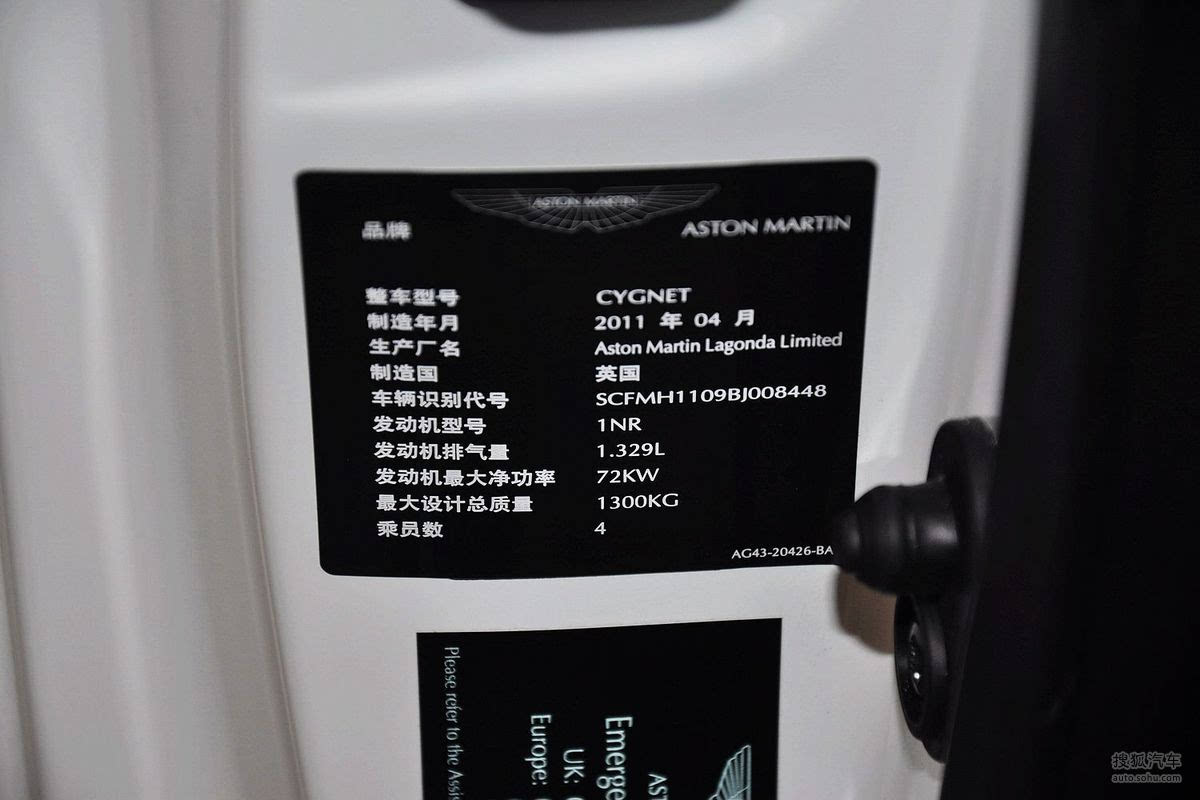 ASTON MARTIN
品牌 ASTON MARTIN
整车型号 CYGNET
制造年月 2011 年 04 月
生产厂名 Aston Martin Lagonda Limited
制造国 英国
车辆识别代号 SCFMH1109BJ008448
发动机型号 1NR
发动机排气量 1.329L
发动机最大净功率 72KW
最大设计总质量 1300KG
乘员数 4
AG43-20426-BA
AST
Emerge
UK:
Europe:
Please refer to the Assis
搜狐汽车
auto.sohu.com